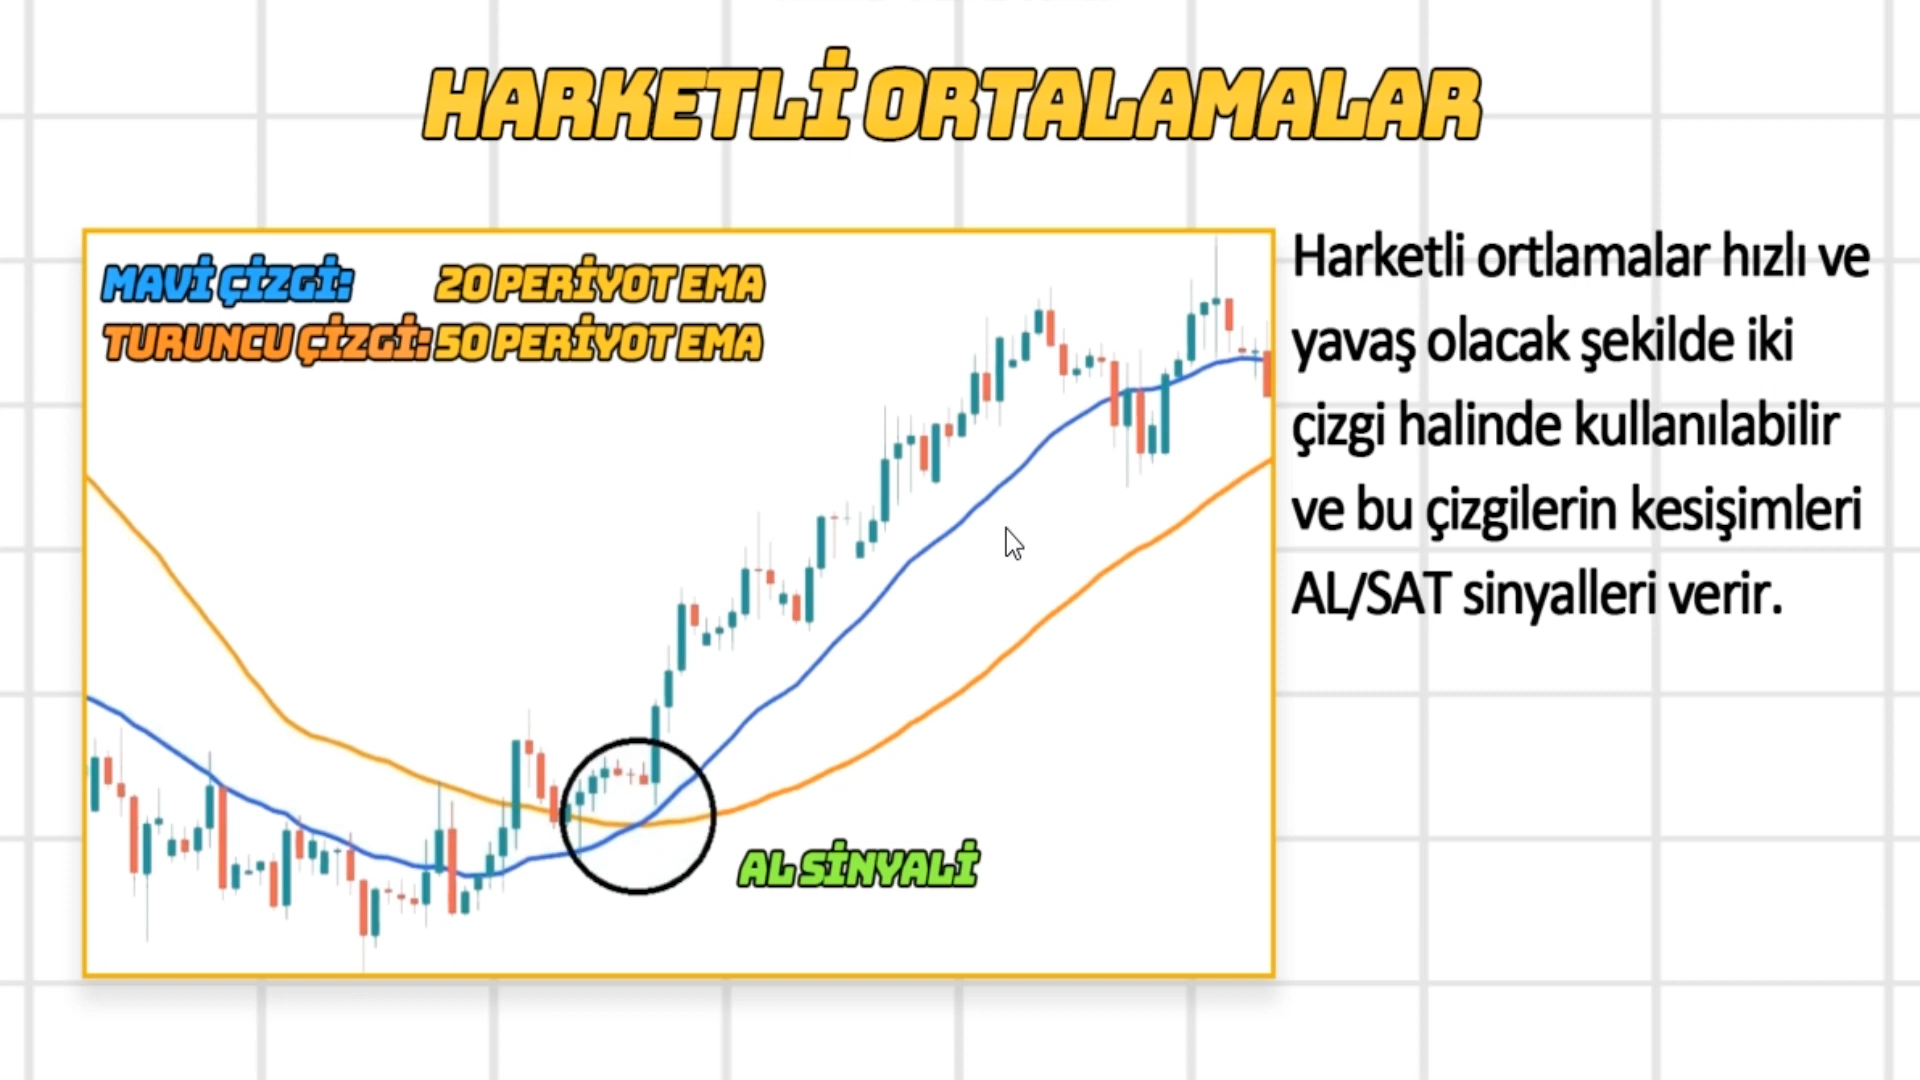 HARKETLİ ORTALAMALAR
MAVİ ÇİZGİ: 20 PERİYOT EMA
TURUNCU ÇİZGİ: 50 PERİYOT EMA
AL SİNYALİ
Harketli ortlamalar hızlı ve
yavaş olacak şekilde iki
çizgi halinde kullanılabilir
ve bu çizgilerin kesişimleri
AL/SAT sinyalleri verir.